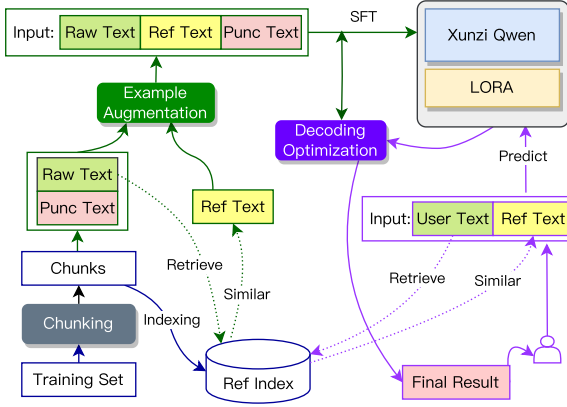 SFT
Input: Raw Text Ref Text Punc Text
Xunzi Qwen
LORA
Example
Augmentation
Decoding
Optimization
Predict
Raw Text
Punc Text
Ref Text
Input: User Text Ref Text
Retrieve
Similar
Retrieve
Similar
Chunks
Indexing
Chunking
Training Set
Ref Index
Final Result